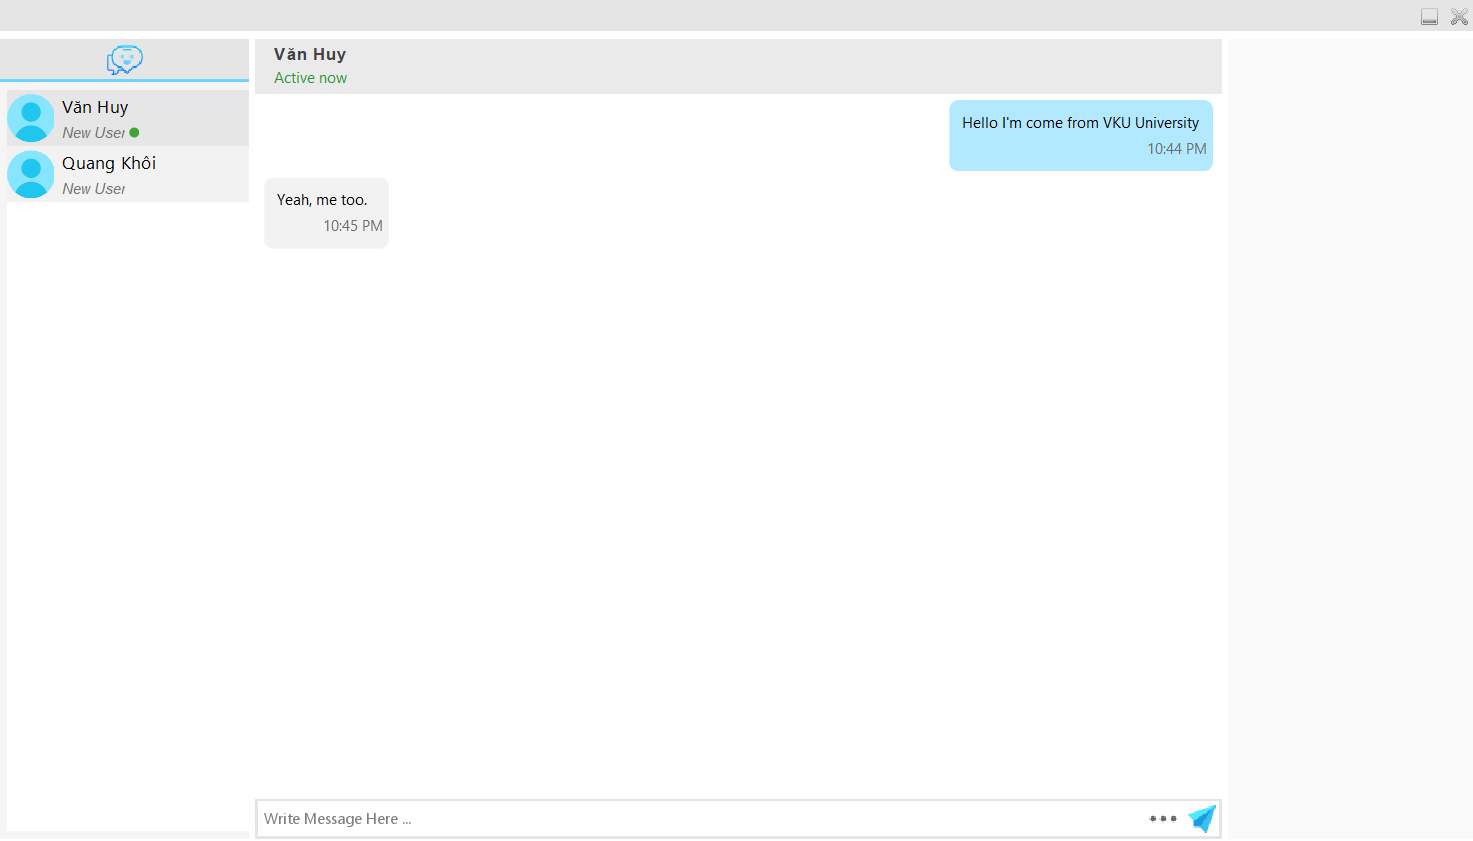 Văn Huy
New User
Quang Khôi
New User
Văn Huy
Active now
Hello I'm come from VKU University
10:44 PM
Yeah, me too.
10:45 PM
Write Message Here ...